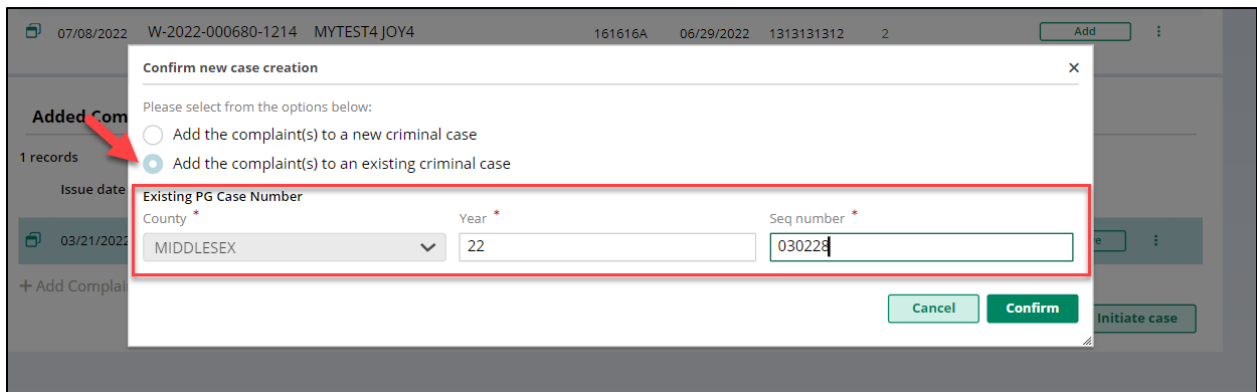 07/08/2022 W-2022-000680-1214 MYTEST4 JOY4 161616A 06/29/2022 1313131312 2 Add
Confirm new case creation
Please select from the options below:
Added Com
Add the complaint(s) to a new criminal case
1 records
Add the complaint(s) to an existing criminal case
Issue date
Existing PG Case Number
County * Year * Seq number *
03/21/2022
MIDDLESEX 22 030228
+ Add Complai
Cancel Confirm
Initiate case